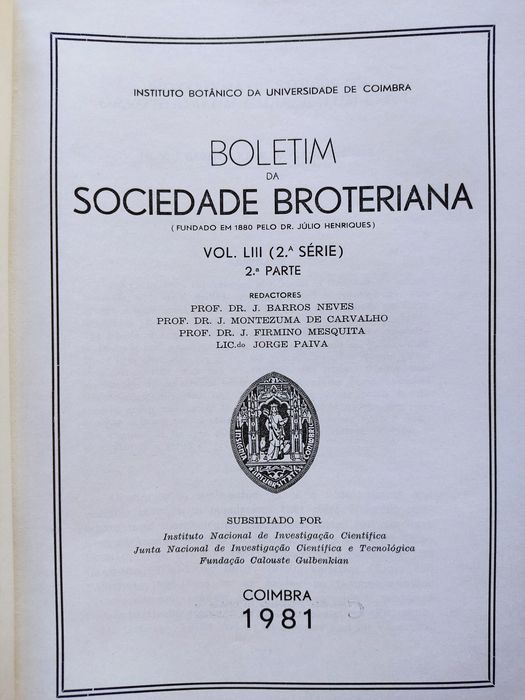 INSTITUTO BOTÂNICO DA UNIVERSIDADE DE COIMBRA
BOLETIM
DA
SOCIEDADE BROTERIANA
(FUNDADO EM 1880 PELO DR. JÚLIO HENRIQUES)
VOL. LIII (2.ª SÉRIE)
2.ª PARTE
REDACTORES
PROF. DR. J. BARROS NEVES
PROF. DR. J. MONTEZUMA DE CARVALHO
PROF. DR. J. FIRMINO MESQUITA
LIC.do JORGE PAIVA
INSIGNIA UNIVERSITATIS CONIMBRI
SUBSIDIADO POR
Instituto Nacional de Investigação Científica
Junta Nacional de Investigação Científica e Tecnológica
Fundação Calouste Gulbenkian
COIMBRA
1981